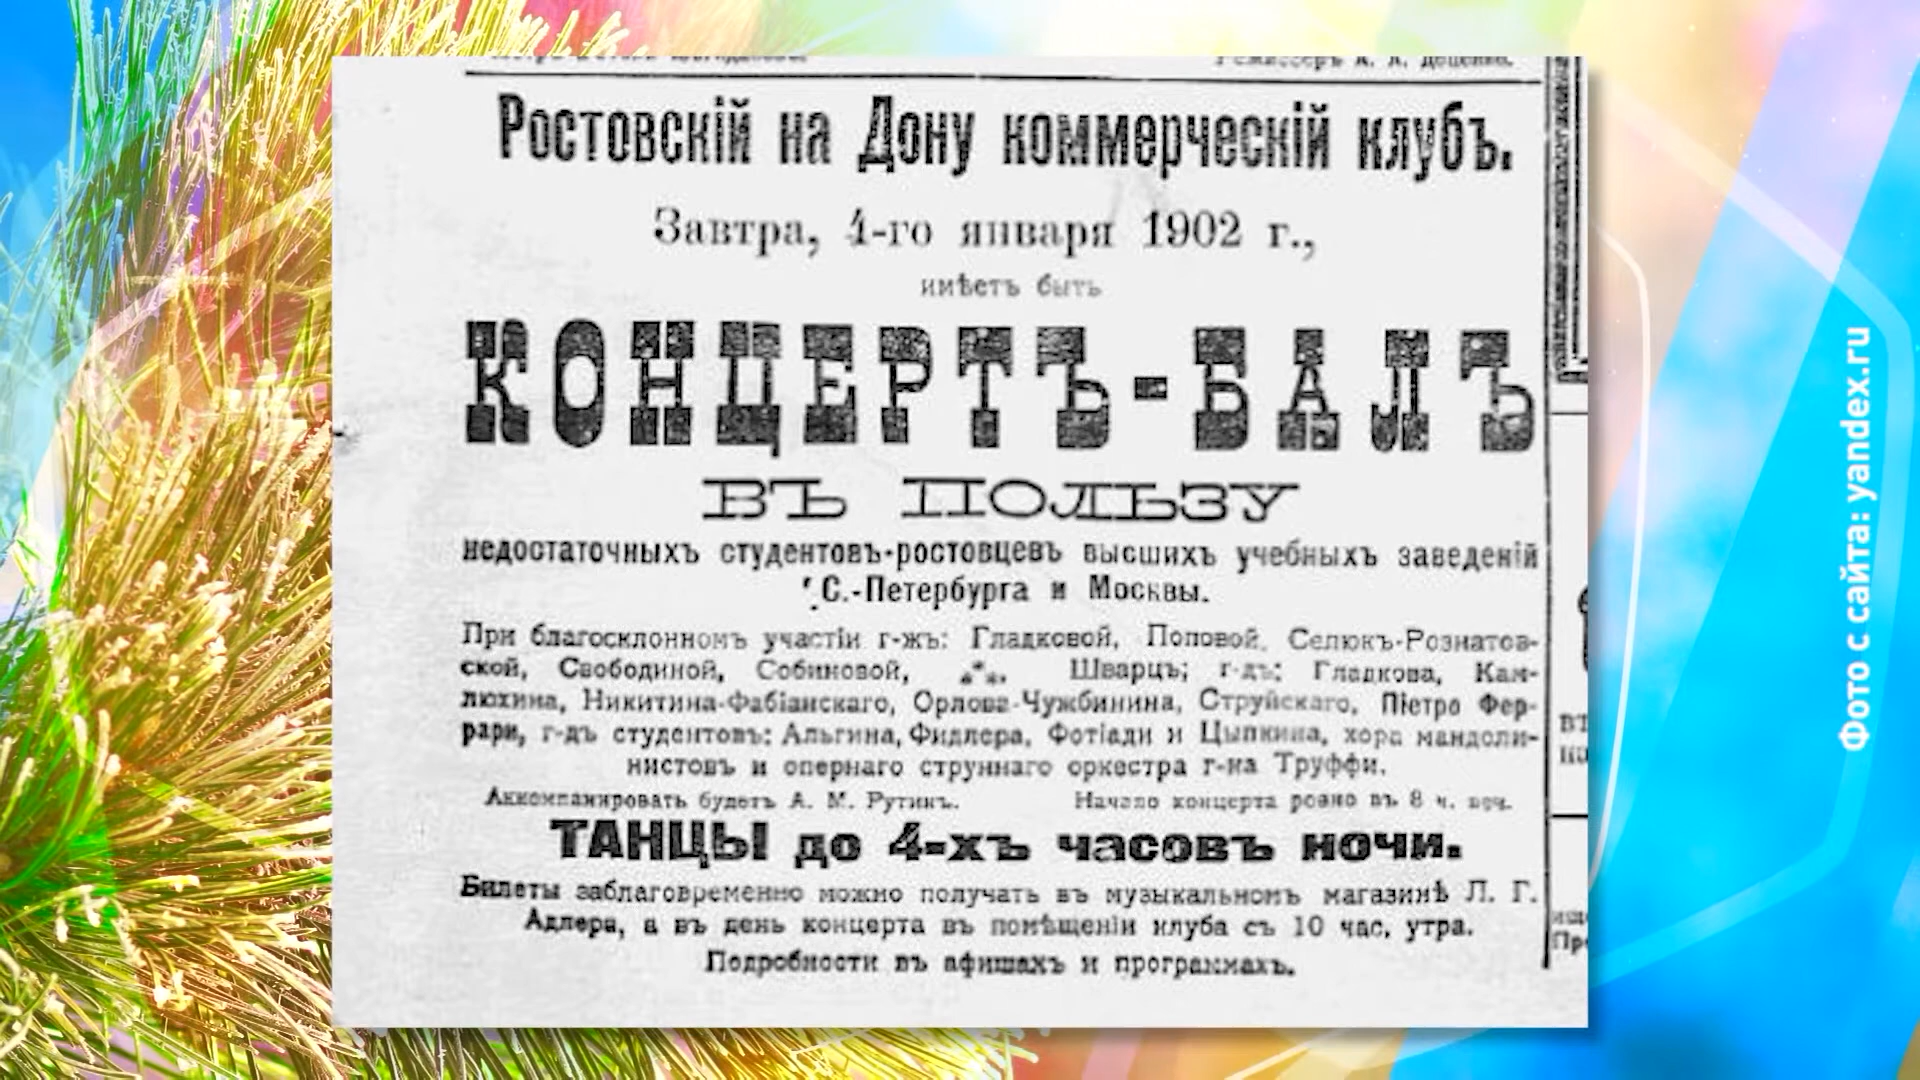 Режиссеръ А. А. Доценко.
Ростовскій на Дону коммерческій клубъ.
Завтра, 4-го января 1902 г.,
имѣетъ быть
КОНЦЕРТЪ-БАЛЪ
ВЪ ПОЛЬЗУ
недостаточныхъ студентовъ-ростовцевъ высшихъ учебныхъ заведеній
С.-Петербурга и Москвы.
При благосклонномъ участіи г-жъ: Гладковой, Поповой, Селюкъ-Рознатов-
ской, Свободиной, Собиновой, *** Шварцъ; г-дъ: Гладкова, Кам-
люхина, Никитина-Фабіанскаго, Орлова-Чужбинина, Струйскаго, Піетро Фер-
рари, г-дъ студентовъ: Альгина, Фидлера, Фотіади и Цыпкина, хора мандоли-
нистовъ и опернаго струннаго оркестра г-на Труффи.
Аккомпанировать будетъ А. М. Рутинъ. Начало концерта ровно въ 8 ч. веч.
ТАНЦЫ до 4-хъ часовъ ночи.
Билеты заблаговременно можно получать въ музыкальномъ магазинѣ Л. Г.
Адлера, а въ день концерта въ помѣщеніи клуба съ 10 час. утра.
Подробности въ афишахъ и программахъ.
Фото с сайта: yandex.ru